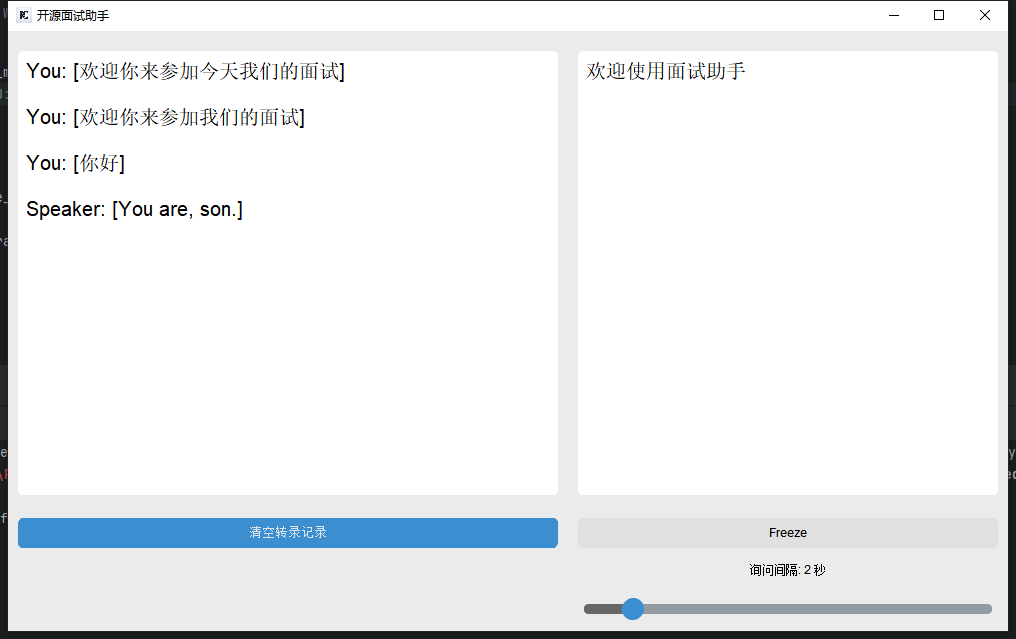 开源面试助手
You: [欢迎你来参加今天我们的面试]
You: [欢迎你来参加我们的面试]
You: [你好]
Speaker: [You are, son.]
欢迎使用面试助手
清空转录记录
Freeze
询问间隔: 2 秒